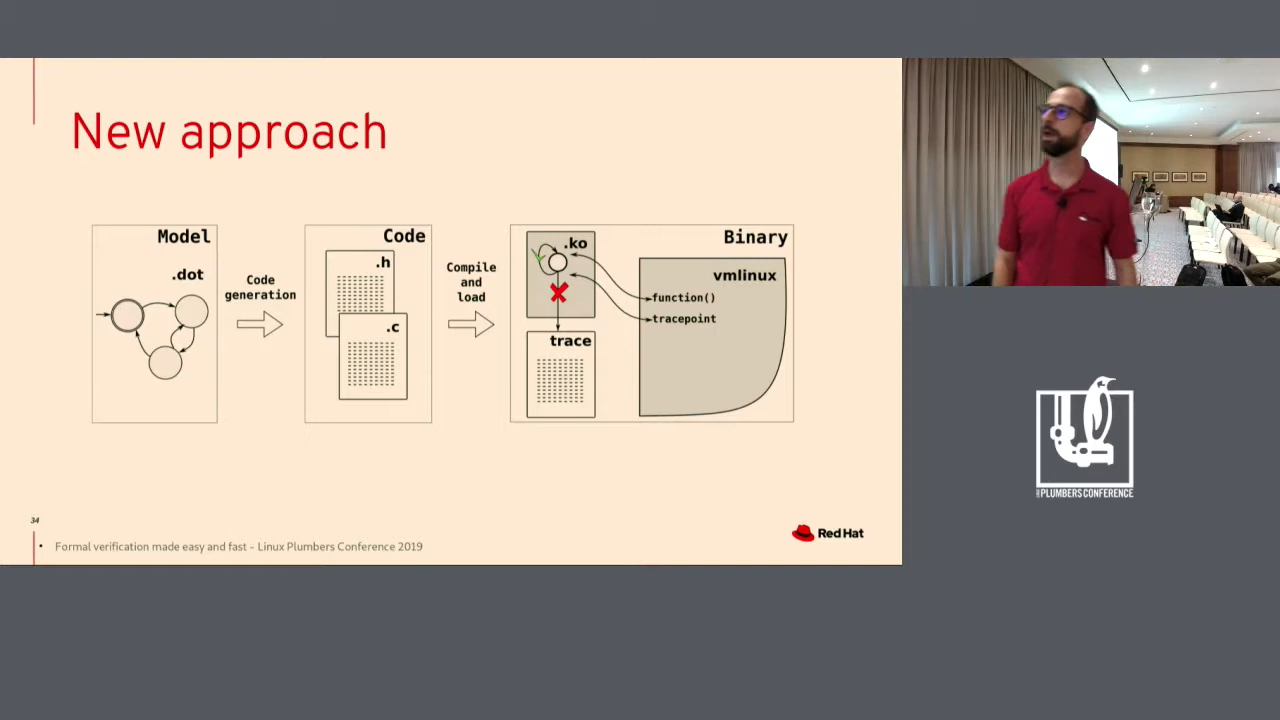 New approach
Model
.dot
Code
generation
Code
.h
.c
Compile
and
load
Binary
.ko
trace
vmlinux
function()
tracepoint
34
Formal verification made easy and fast - Linux Plumbers Conference 2019
Red Hat
PLUMBERS CONFERENCE